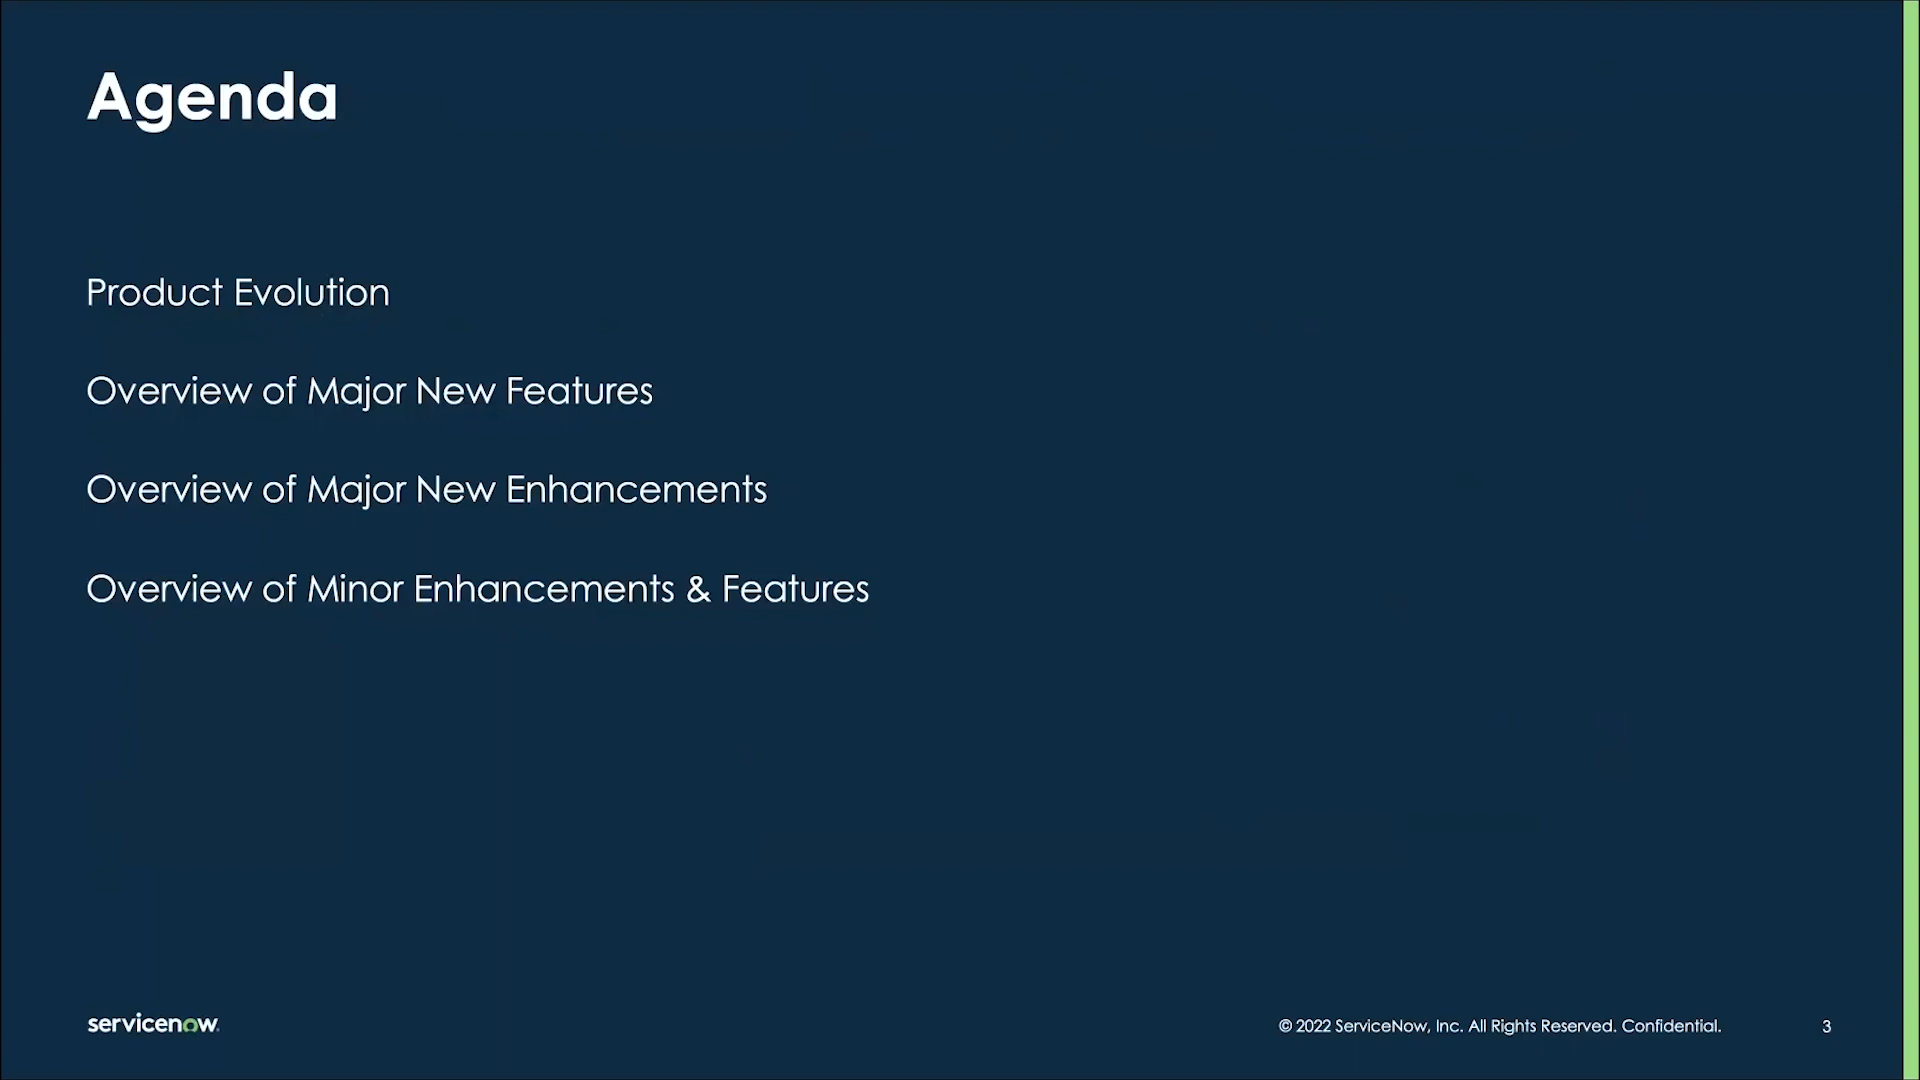 Agenda
Product Evolution
Overview of Major New Features
Overview of Major New Enhancements
Overview of Minor Enhancements & Features
servicenow.
© 2022 ServiceNow, Inc. All Rights Reserved. Confidential.
3